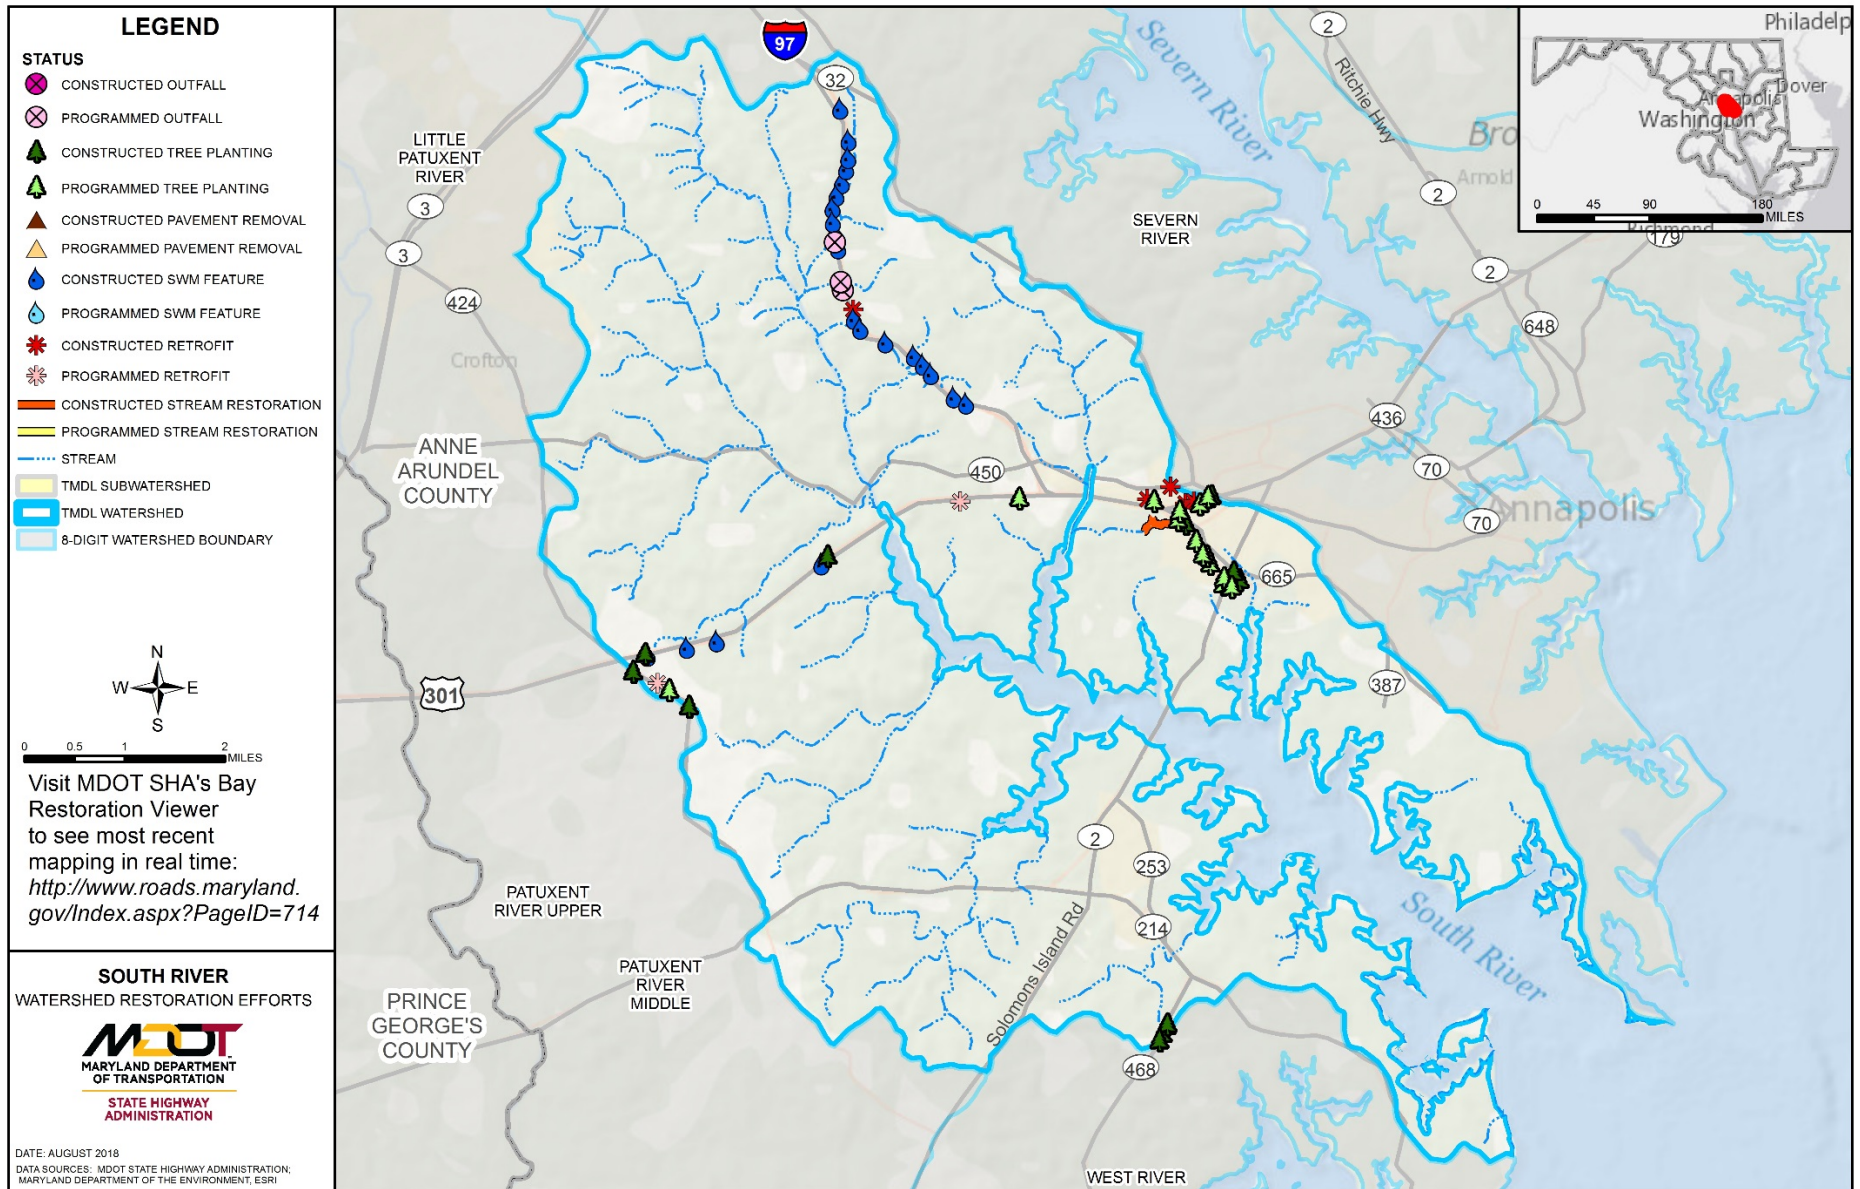 LEGEND
STATUS
CONSTRUCTED OUTFALL
PROGRAMMED OUTFALL
CONSTRUCTED TREE PLANTING
PROGRAMMED TREE PLANTING
CONSTRUCTED PAVEMENT REMOVAL
PROGRAMMED PAVEMENT REMOVAL
CONSTRUCTED SWM FEATURE
PROGRAMMED SWM FEATURE
CONSTRUCTED RETROFIT
PROGRAMMED RETROFIT
CONSTRUCTED STREAM RESTORATION
PROGRAMMED STREAM RESTORATION
STREAM
TMDL SUBWATERSHED
TMDL WATERSHED
8-DIGIT WATERSHED BOUNDARY
N
W E
S
0 0.5 1 2
MILES
Visit MDOT SHA's Bay
Restoration Viewer
to see most recent
mapping in real time:
http://www.roads.maryland.
gov/Index.aspx?PageID=714
SOUTH RIVER
WATERSHED RESTORATION EFFORTS
MDOT
MARYLAND DEPARTMENT
OF TRANSPORTATION
STATE HIGHWAY
ADMINISTRATION
DATE: AUGUST 2018
DATA SOURCES: MDOT STATE HIGHWAY ADMINISTRATION;
MARYLAND DEPARTMENT OF THE ENVIRONMENT, ESRI
97
32
2
Ritchie Hwy
Severn River
Bro
Arnold
2
LITTLE
PATUXENT
RIVER
3
3
424
Crofton
SEVERN
RIVER
179
2
648
436
70
70
Annapolis
ANNE
ARUNDEL
COUNTY
450
665
301
387
2
253
214
Solomons Island Rd
South River
PATUXENT
RIVER UPPER
PATUXENT
RIVER
MIDDLE
PRINCE
GEORGE'S
COUNTY
468
WEST RIVER
Philadelp
Dover
Annapolis
Washington
0 45 90 180
MILES
Richmond